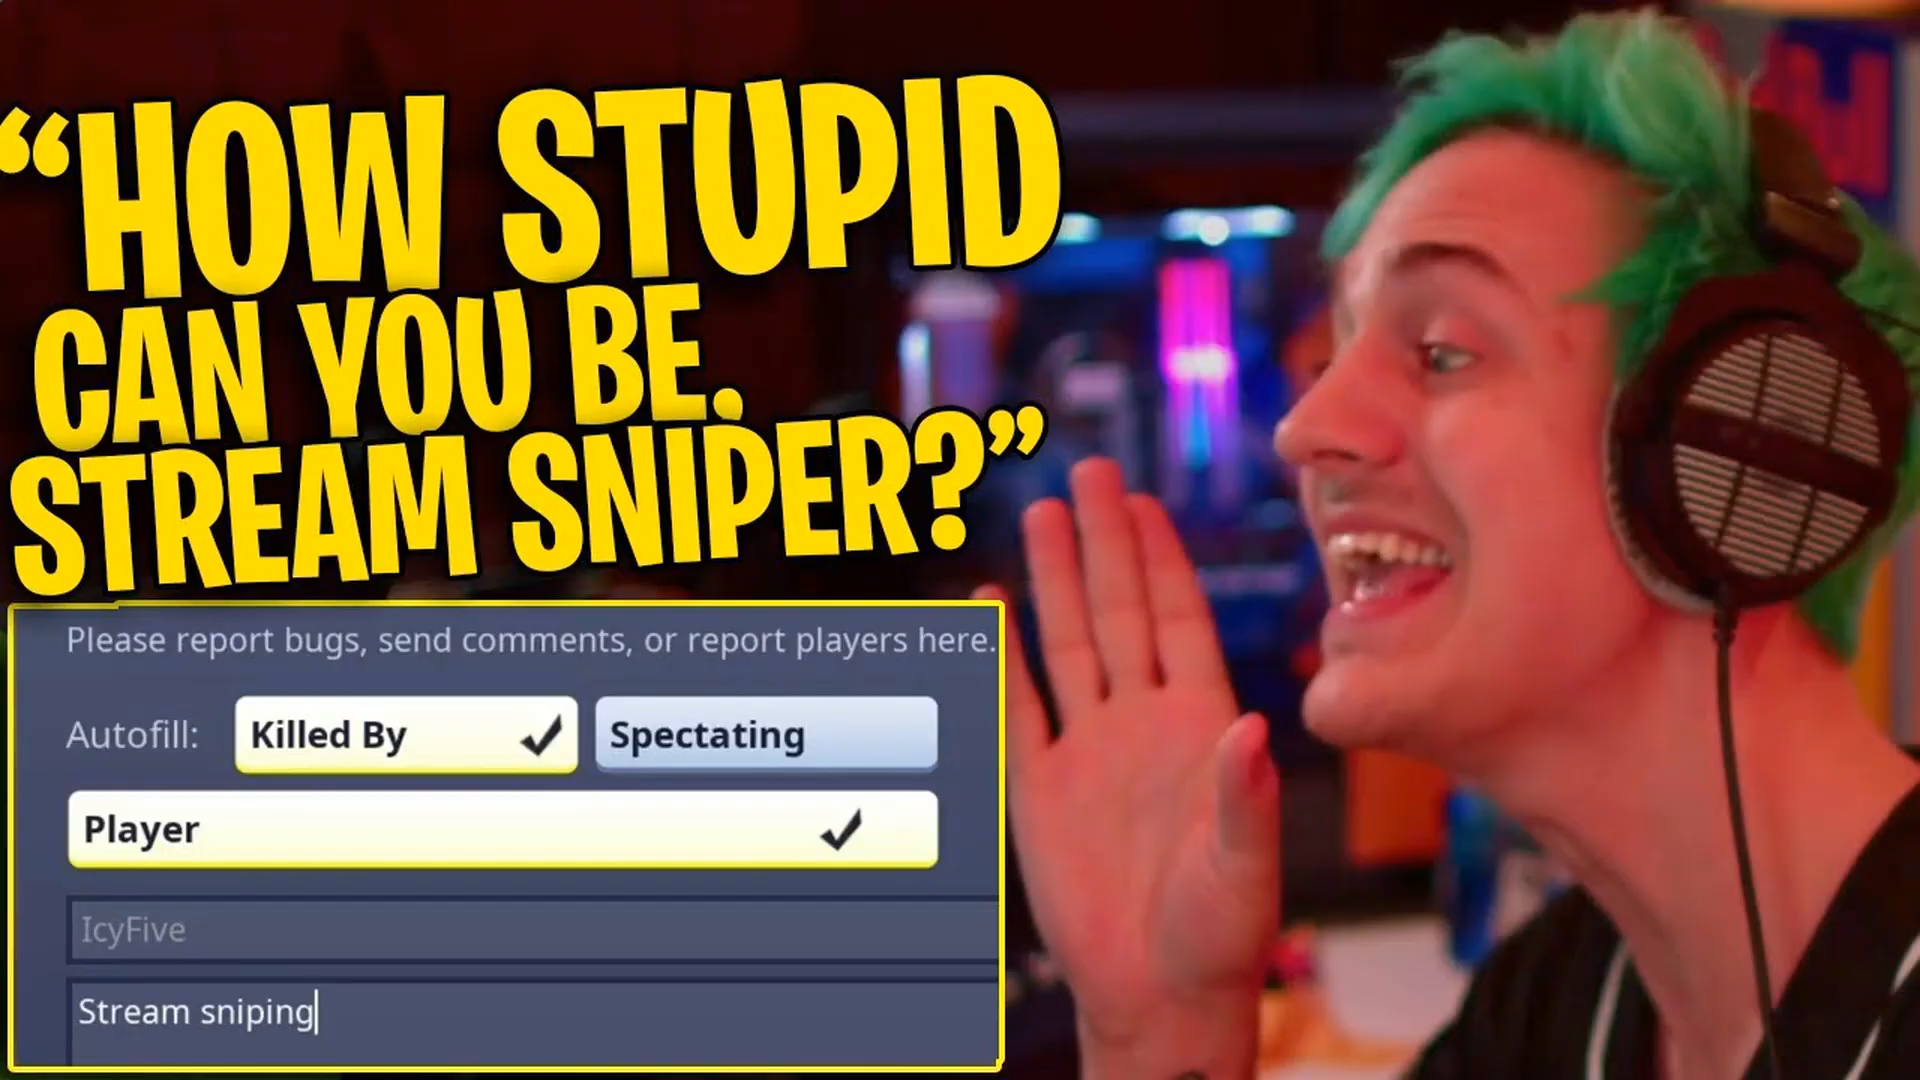 “HOW STUPID
CAN YOU BE,
STREAM SNIPER?”
Please report bugs, send comments, or report players here.
Autofill: Killed By Spectating
Player
IcyFive
Stream sniping